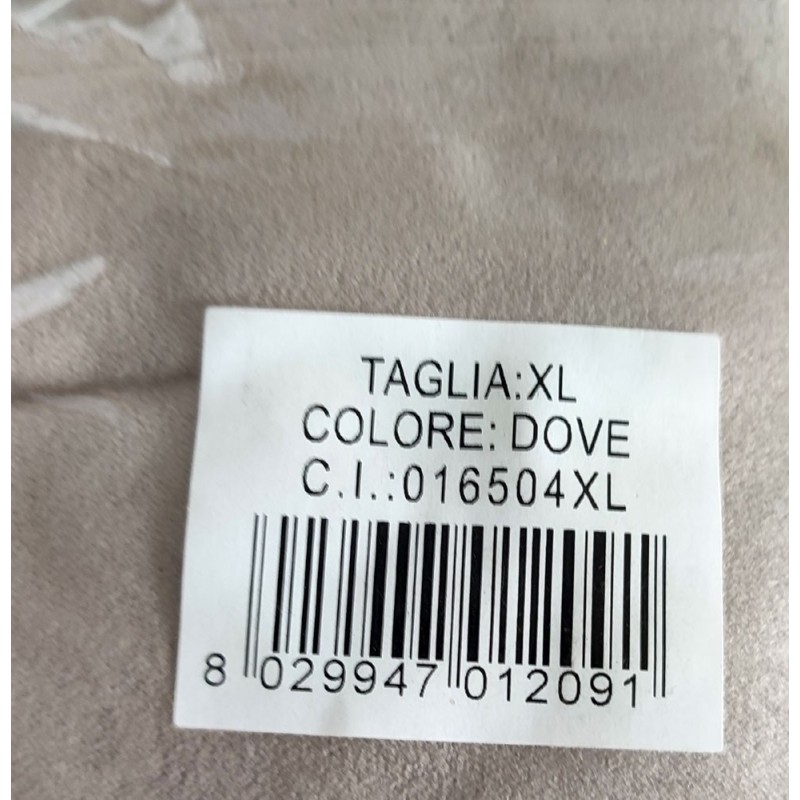 TAGLIA:XL
COLORE: DOVE
C.I.:016504XL
8 029947 012091